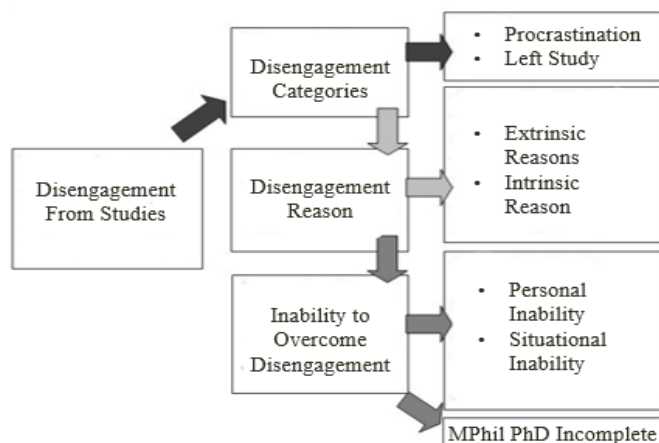 Disengagement
From Studies
Disengagement
Categories
• Procrastination
• Left Study
Disengagement
Reason
• Extrinsic
Reasons
• Intrinsic
Reason
Inability to
Overcome
Disengagement
• Personal
Inability
• Situational
Inability
MPhil PhD Incomplete